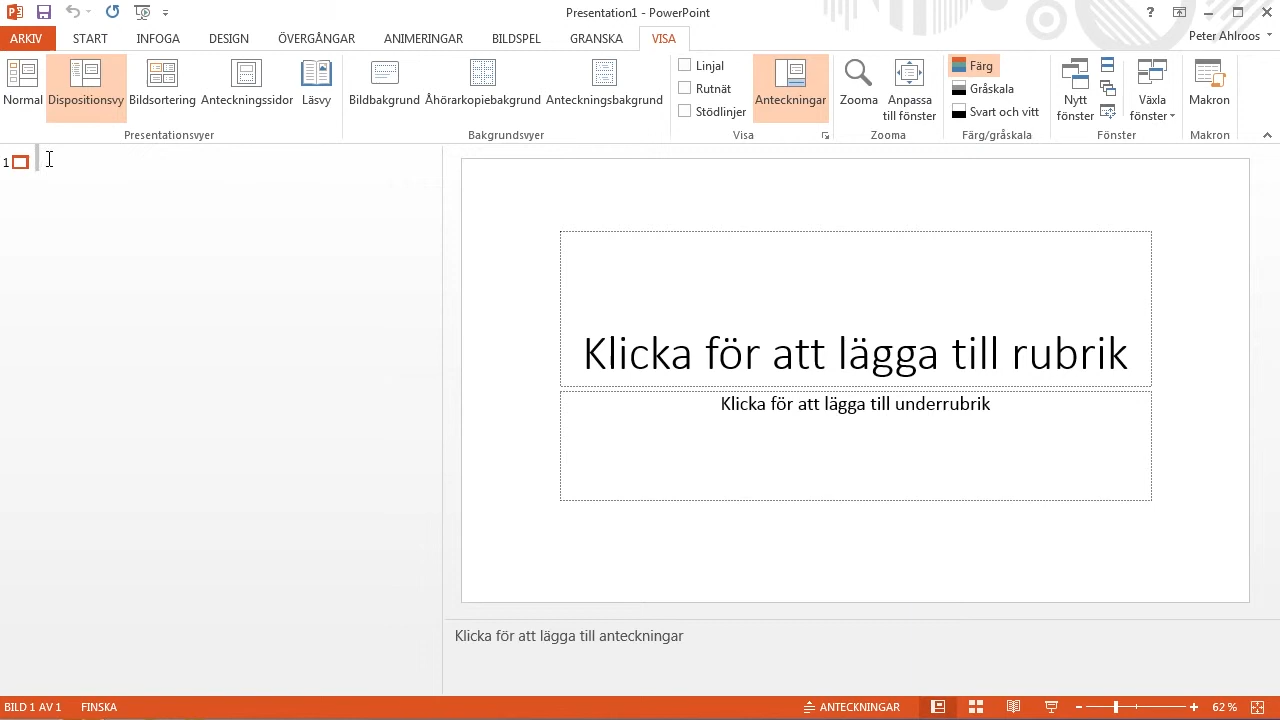 Presentation1 - PowerPoint
?
ARKIV START INFOGA DESIGN ÖVERGÅNGAR ANIMERINGAR BILDSPEL GRANSKA VISA Peter Ahlroos
Normal Dispositionsvy Bildsortering Anteckningssidor Läsvy
Presentationsvyer
Bildbakgrund Åhörarkopiebakgrund Anteckningsbakgrund
Bakgrundsvyer
Linjal
Rutnät
Stödlinjer
Anteckningar
Visa
Zooma Anpassa till fönster
Zooma
Färg
Gråskala
Svart och vitt
Färg/gråskala
Nytt fönster
Växla fönster
Fönster
Makron
Makron
1
Klicka för att lägga till rubrik
Klicka för att lägga till underrubrik
Klicka för att lägga till anteckningar
BILD 1 AV 1 FINSKA ANTECKNINGAR 62 %